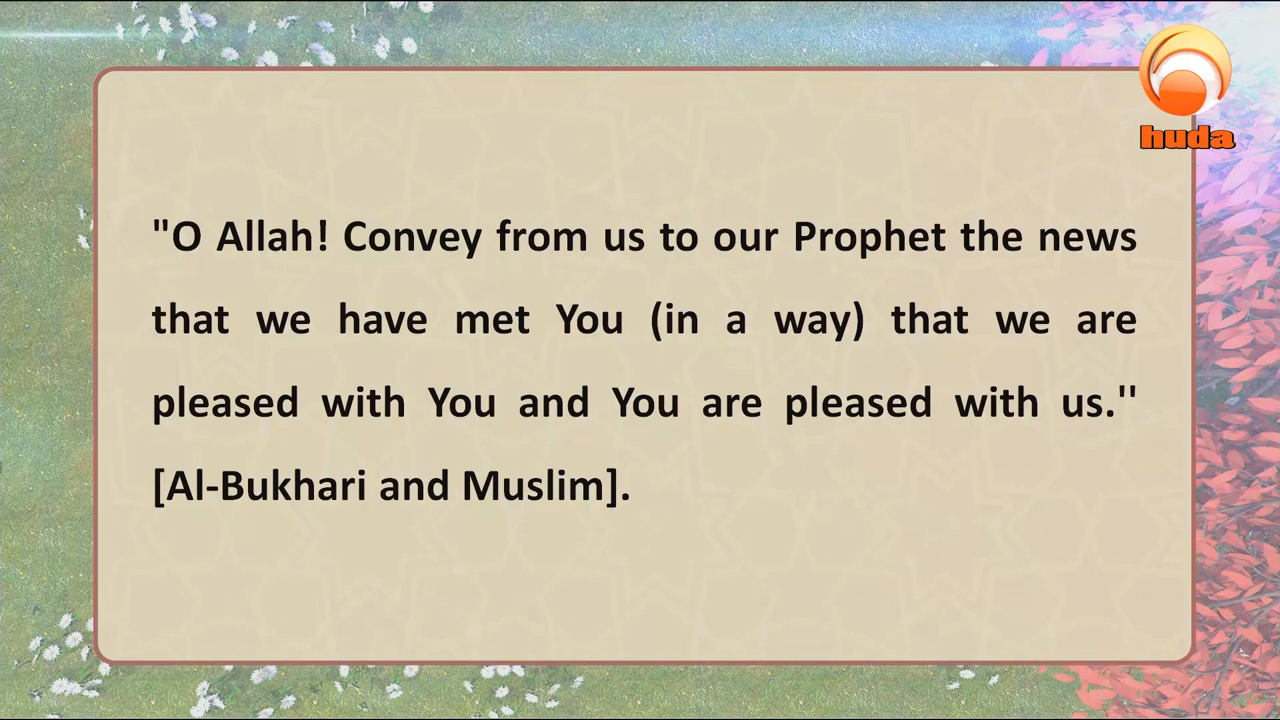 huda
"O Allah! Convey from us to our Prophet the news
that we have met You (in a way) that we are
pleased with You and You are pleased with us.''
[Al-Bukhari and Muslim].